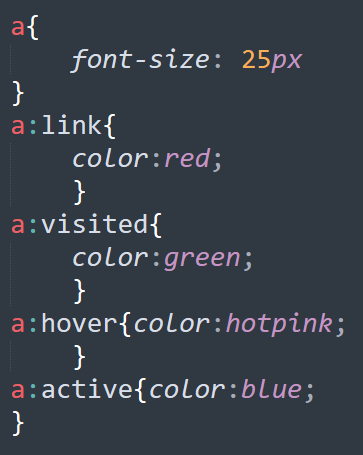 a{
    font-size: 25px
}
a:link{
    color:red;
    }
a:visited{
    color:green;
    }
a:hover{color:hotpink;
    }
a:active{color:blue;
}